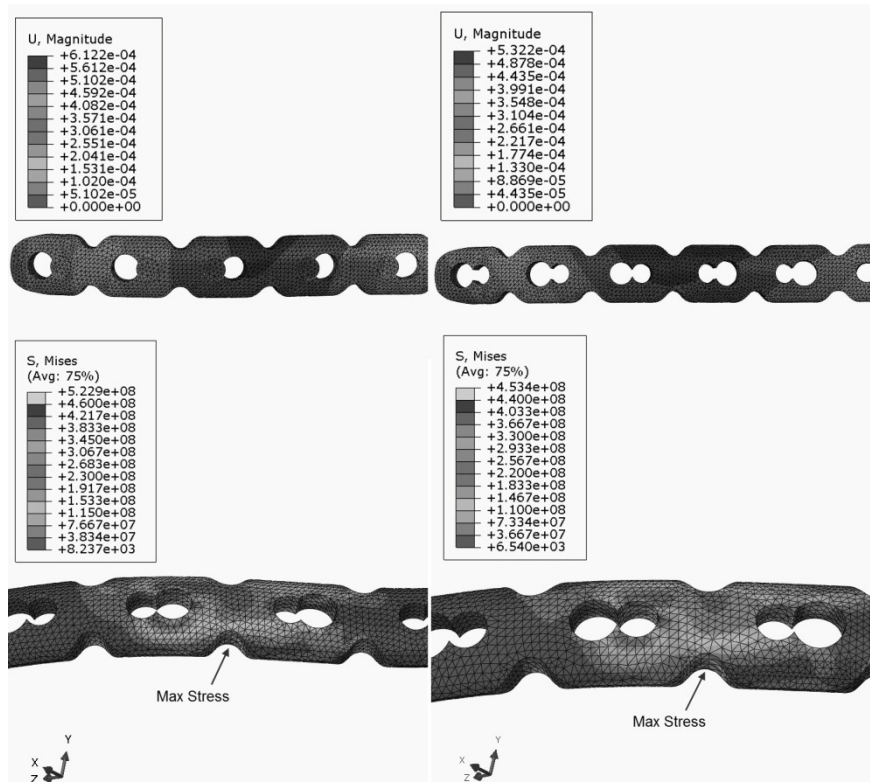 U, Magnitude
+6.122e-04
+5.612e-04
+5.102e-04
+4.592e-04
+4.082e-04
+3.571e-04
+3.061e-04
+2.551e-04
+2.041e-04
+1.531e-04
+1.020e-04
+5.102e-05
+0.000e+00
U, Magnitude
+5.322e-04
+4.878e-04
+4.435e-04
+3.991e-04
+3.548e-04
+3.104e-04
+2.661e-04
+2.217e-04
+1.774e-04
+1.330e-04
+8.869e-05
+4.435e-05
+0.000e+00
S, Mises
(Avg: 75%)
+5.229e+08
+4.600e+08
+4.217e+08
+3.833e+08
+3.450e+08
+3.067e+08
+2.683e+08
+2.300e+08
+1.917e+08
+1.533e+08
+1.150e+08
+7.667e+07
+3.834e+07
+8.237e+03
Max Stress
X
Y
Z
S, Mises
(Avg: 75%)
+4.534e+08
+4.400e+08
+4.033e+08
+3.667e+08
+3.300e+08
+2.933e+08
+2.567e+08
+2.200e+08
+1.833e+08
+1.467e+08
+1.100e+08
+7.334e+07
+3.667e+07
+6.540e+03
Max Stress
X
Y
Z